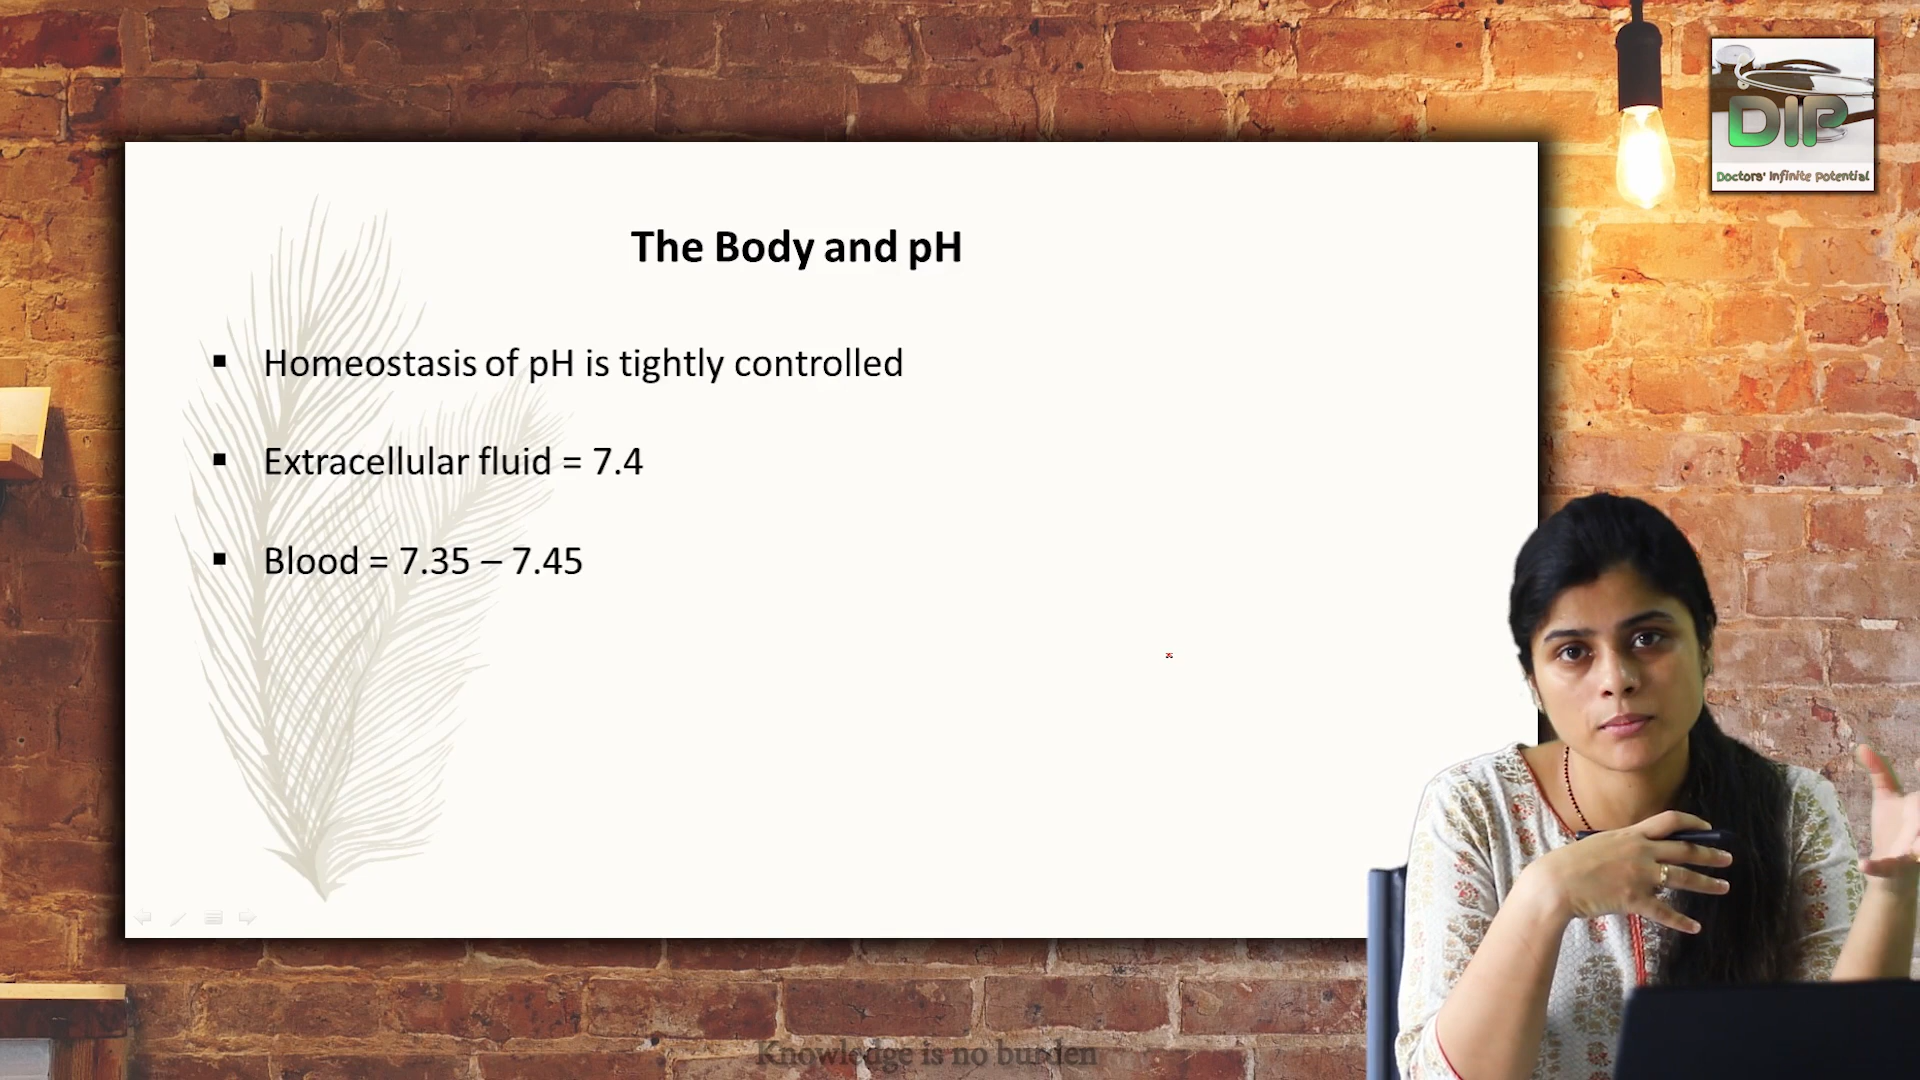 DIP
Doctors' Infinite Potential
The Body and pH
▪ Homeostasis of pH is tightly controlled
▪ Extracellular fluid = 7.4
▪ Blood = 7.35 – 7.45
Knowledge is no burden